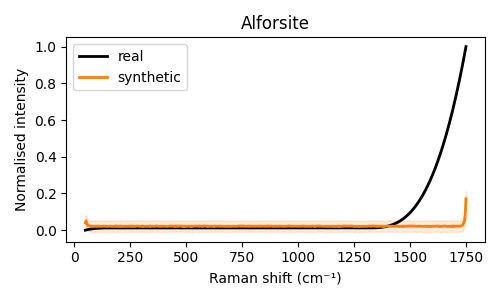 Alforsite
real
synthetic
Normalised intensity
1.0
0.8
0.6
0.4
0.2
0.0
0 250 500 750 1000 1250 1500 1750
Raman shift (cm⁻¹)